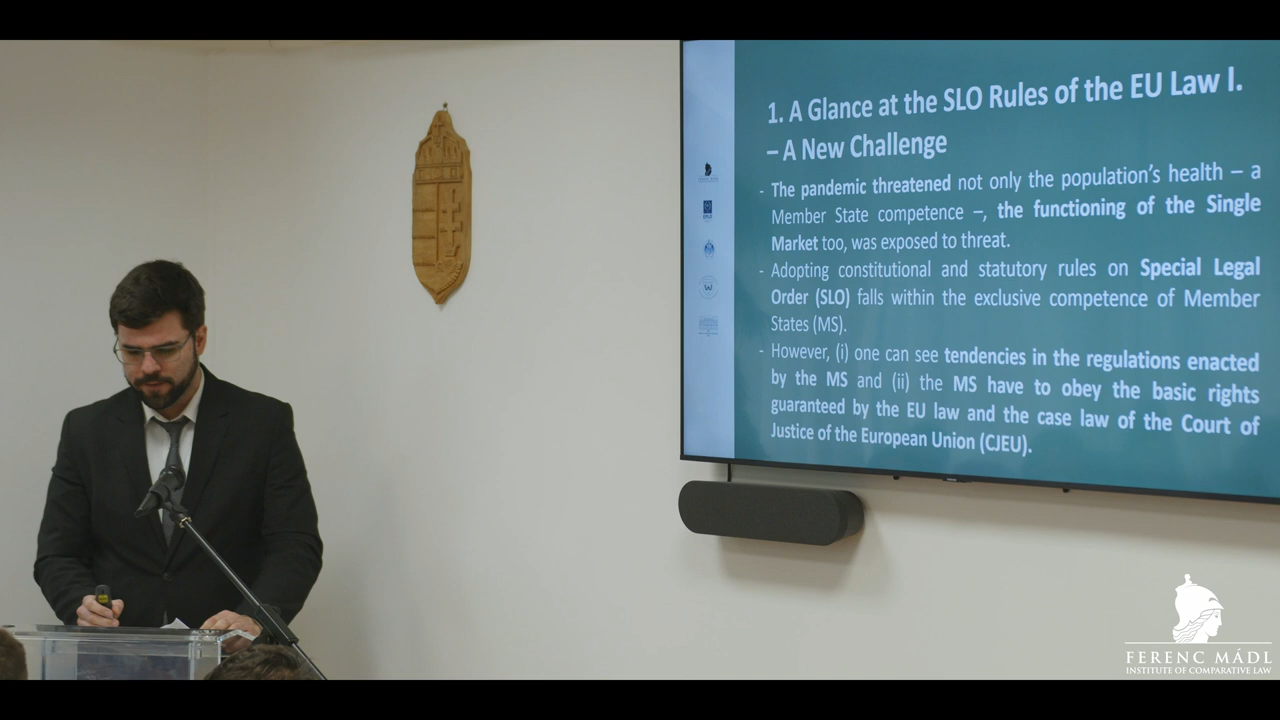 1. A Glance at the SLO Rules of the EU Law I.
– A New Challenge
- The pandemic threatened not only the population's health – a
Member State competence –, the functioning of the Single
Market too, was exposed to threat.
- Adopting constitutional and statutory rules on Special Legal
Order (SLO) falls within the exclusive competence of Member
States (MS).
- However, (i) one can see tendencies in the regulations enacted
by the MS and (ii) the MS have to obey the basic rights
guaranteed by the EU law and the case law of the Court of
Justice of the European Union (CJEU).
FERENC MÁDL
INSTITUTE OF COMPARATIVE LAW